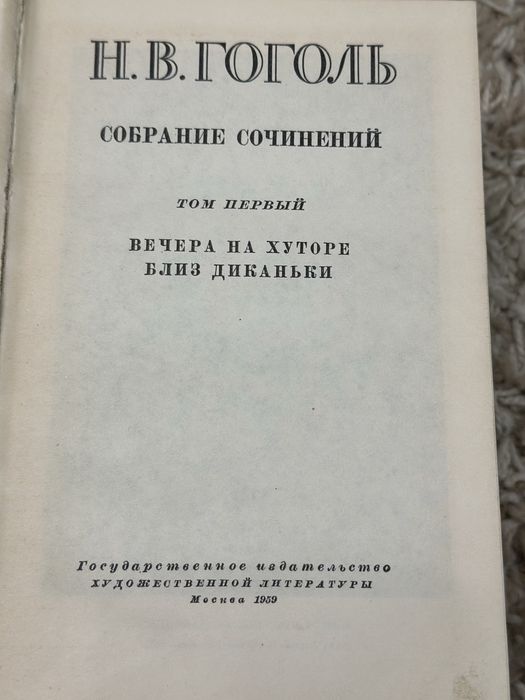 Н. В. ГОГОЛЬ
СОБРАНИЕ СОЧИНЕНИЙ
ТОМ ПЕРВЫЙ
ВЕЧЕРА НА ХУТОРЕ
БЛИЗ ДИКАНЬКИ
Государственное издательство
ХУДОЖЕСТВЕННОЙ ЛИТЕРАТУРЫ
Москва 1959